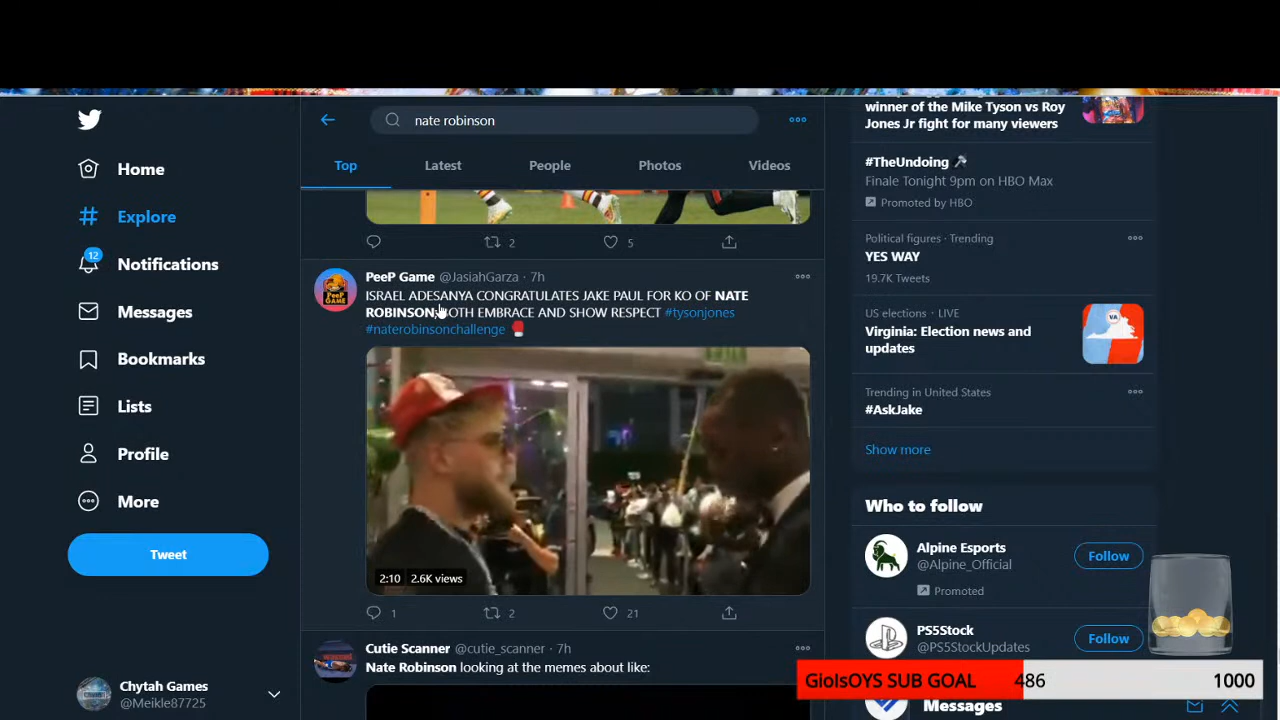 nate robinson
Top
Latest
People
Photos
Videos
Home
Explore
12
Notifications
Messages
Bookmarks
Lists
Profile
More
Tweet
Chytah Games
@Meikle87725
2
5
PeeP Game @JasiahGarza · 7h
ISRAEL ADESANYA CONGRATULATES JAKE PAUL FOR KO OF NATE
ROBINSON BOTH EMBRACE AND SHOW RESPECT #tysonjones
#naterobinsonchallenge
PeeP
GAME
2:10 2.6K views
1
2
21
Cutie Scanner @cutie_scanner · 7h
Nate Robinson looking at the memes about like:
winner of the Mike Tyson vs Roy
Jones Jr fight for many viewers
#TheUndoing
Finale Tonight 9pm on HBO Max
Promoted by HBO
Political figures · Trending
YES WAY
19.7K Tweets
US elections · LIVE
Virginia: Election news and
updates
VA
Trending in United States
#AskJake
Show more
Who to follow
Alpine Esports
@Alpine_Official
Promoted
Follow
PS5Stock
@PS5StockUpdates
Follow
GioIsOYS SUB GOAL 486 1000
Messages